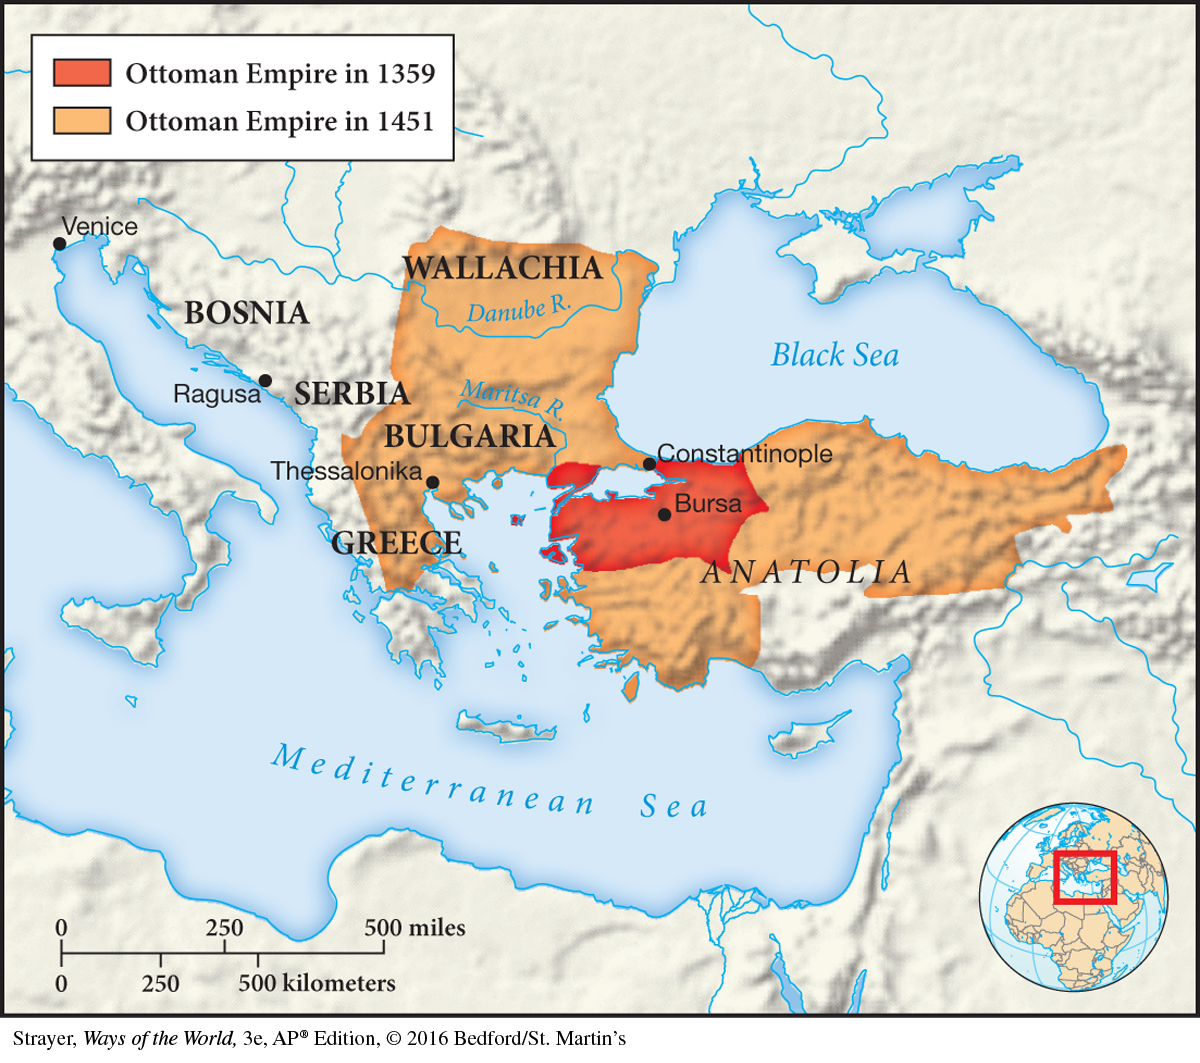 Ottoman Empire in 1359
Ottoman Empire in 1451
Venice
WALLACHIA
Danube R.
BOSNIA
Black Sea
Ragusa
SERBIA
Maritsa R.
BULGARIA
Constantinople
Thessalonika
Bursa
GREECE
ANATOLIA
Mediterranean Sea
0 250 500 miles
0 250 500 kilometers
Strayer, Ways of the World, 3e, AP® Edition, © 2016 Bedford/St. Martin's